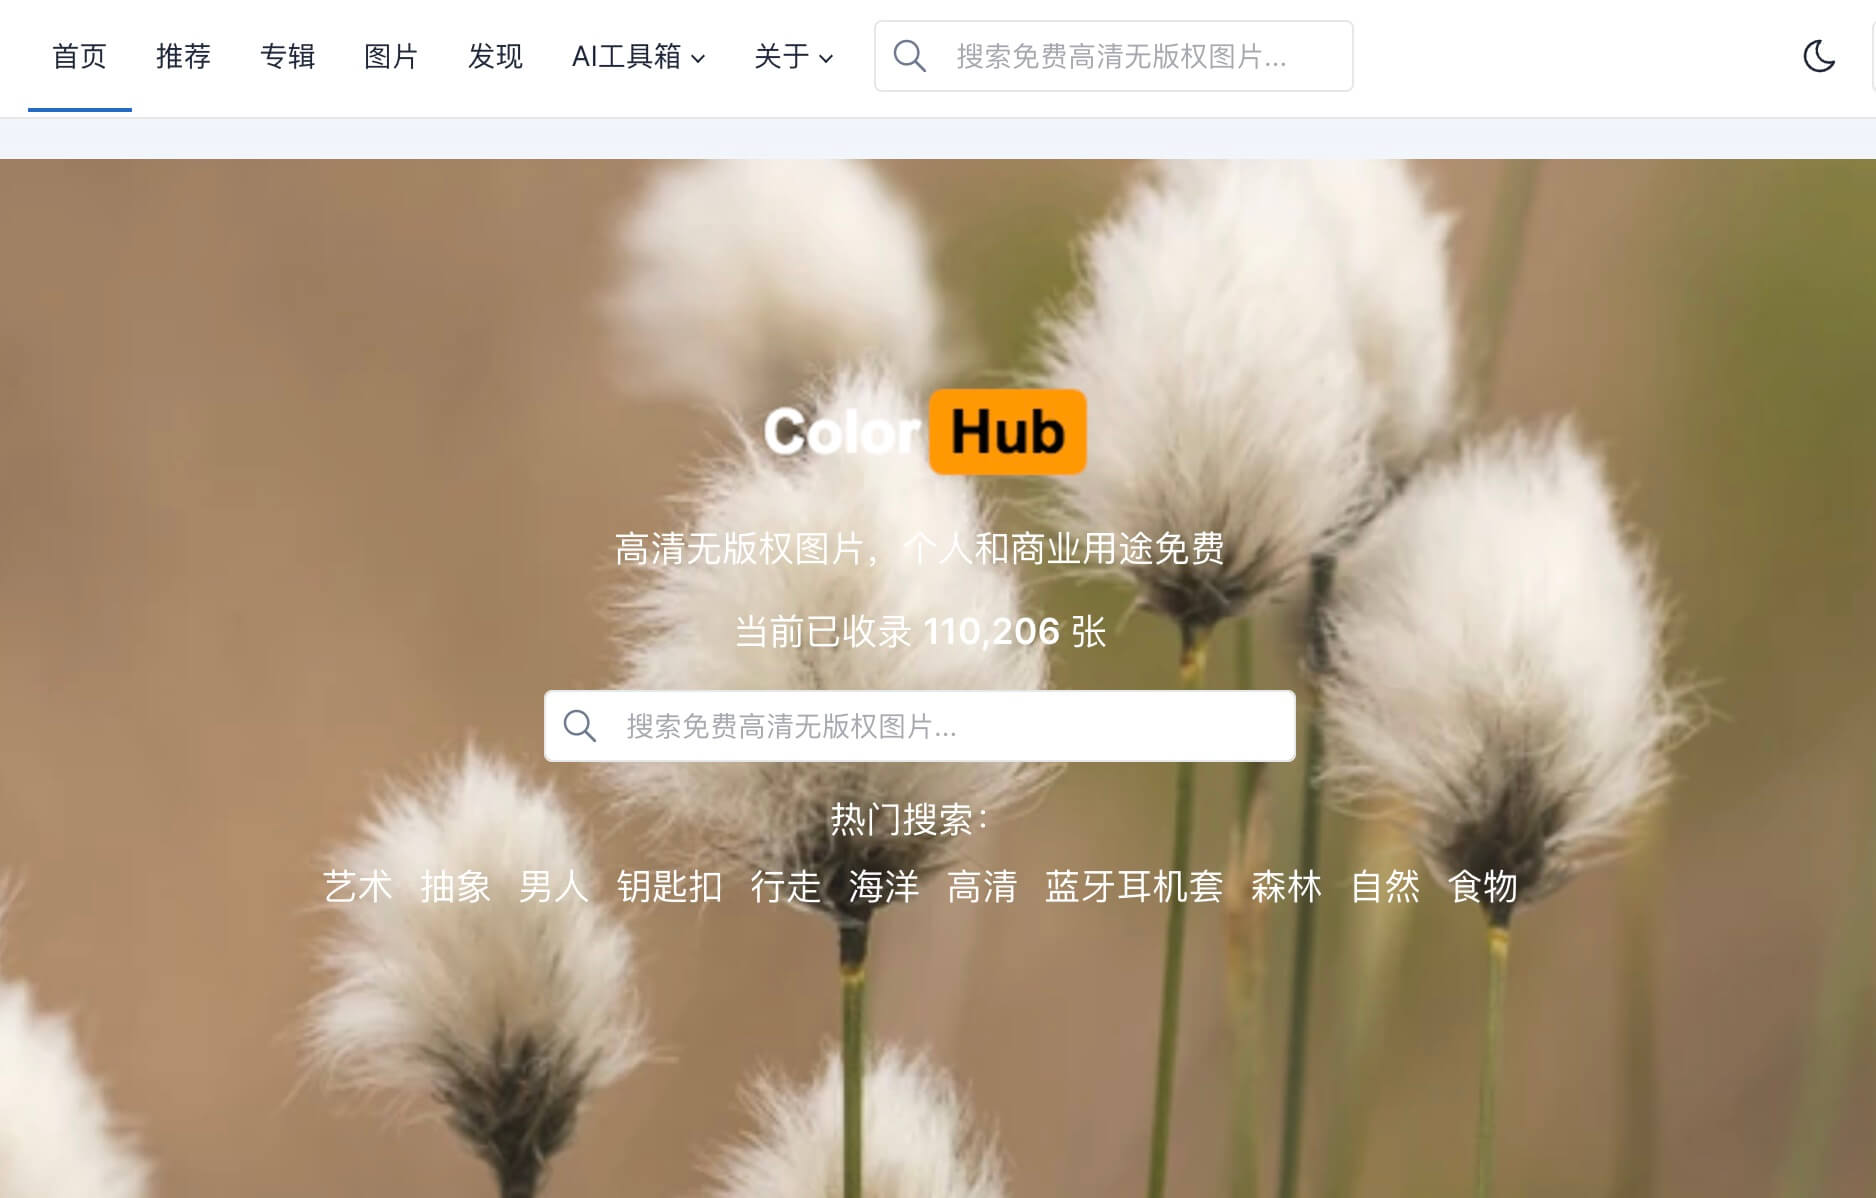 首页 推荐 专辑 图片 发现 AI工具箱 关于 搜索免费高清无版权图片...
Color Hub
高清无版权图片，个人和商业用途免费
当前已收录 110,206 张
搜索免费高清无版权图片...
热门搜索：
艺术 抽象 男人 钥匙扣 行走 海洋 高清 蓝牙耳机套 森林 自然 食物